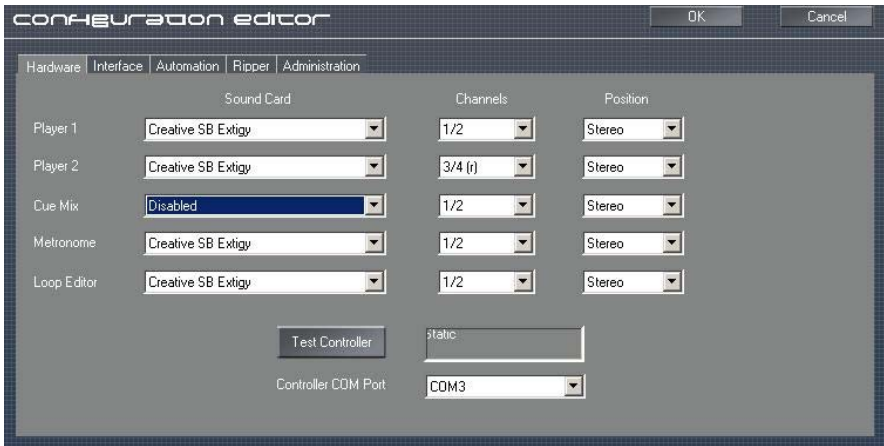 configuration editor OK Cancel
Hardware Interface Automation Ripper Administration
Sound Card Channels Position
Player 1 Creative SB Extigy 1/2 Stereo
Player 2 Creative SB Extigy 3/4 (r) Stereo
Cue Mix Disabled 1/2 Stereo
Metronome Creative SB Extigy 1/2 Stereo
Loop Editor Creative SB Extigy 1/2 Stereo
Test Controller Static
Controller COM Port COM3